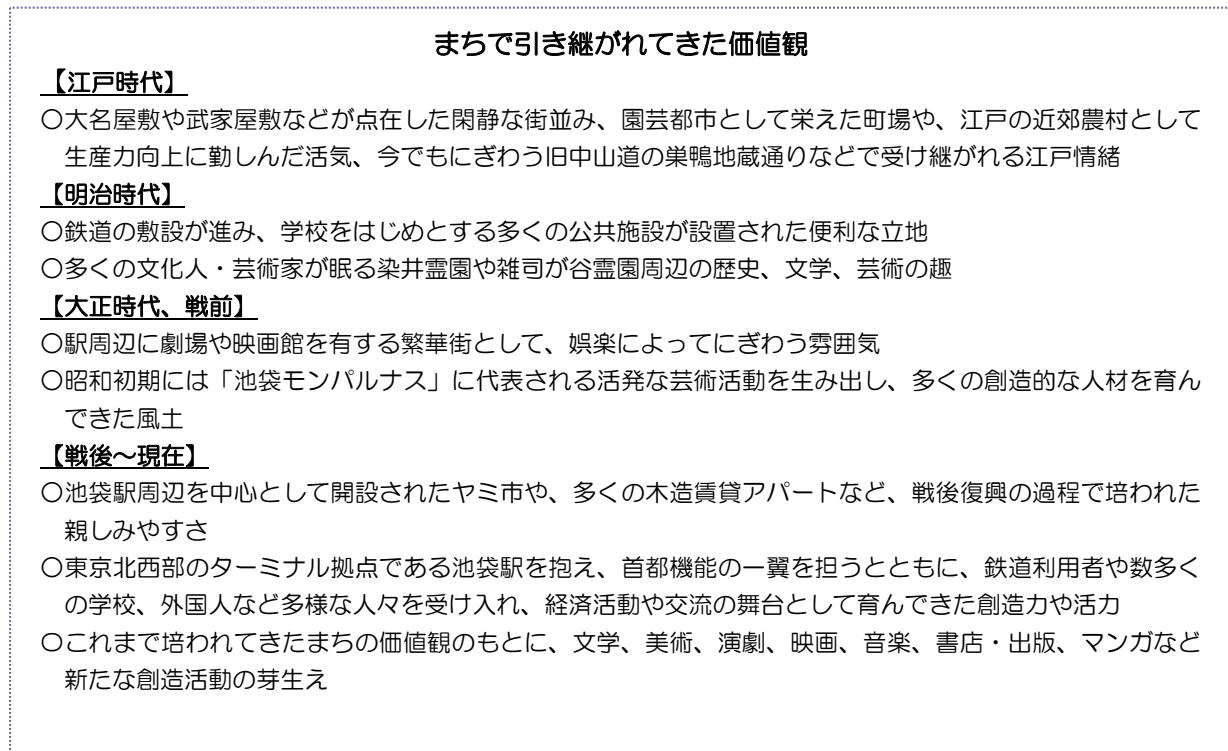 まちで引き継がれてきた価値観
【江戸時代】
〇大名屋敷や武家屋敷などが点在した閑静な街並み、園芸都市として栄えた町場や、江戸の近郊農村として
生産力向上に勤しんだ活気、今でもにぎわう旧中山道の巣鴨地蔵通りなどで受け継がれる江戸情緒
【明治時代】
〇鉄道の敷設が進み、学校をはじめとする多くの公共施設が設置された便利な立地
〇多くの文化人・芸術家が眠る染井霊園や雑司が谷霊園周辺の歴史、文学、芸術の趣
【大正時代、戦前】
〇駅周辺に劇場や映画館を有する繁華街として、娯楽によってにぎわう雰囲気
〇昭和初期には「池袋モンパルナス」に代表される活発な芸術活動を生み出し、多くの創造的な人材を育ん
できた風土
【戦後~現在】
〇池袋駅周辺を中心として開設されたヤミ市や、多くの木造賃貸アパートなど、戦後復興の過程で培われた
親しみやすさ
〇東京北西部のターミナル拠点である池袋駅を抱え、首都機能の一翼を担うとともに、鉄道利用者や数多く
の学校、外国人など多様な人々を受け入れ、経済活動や交流の舞台として育んできた創造力や活力
〇これまで培われてきたまちの価値観のもとに、文学、美術、演劇、映画、音楽、書店・出版、マンガなど
新たな創造活動の芽生え